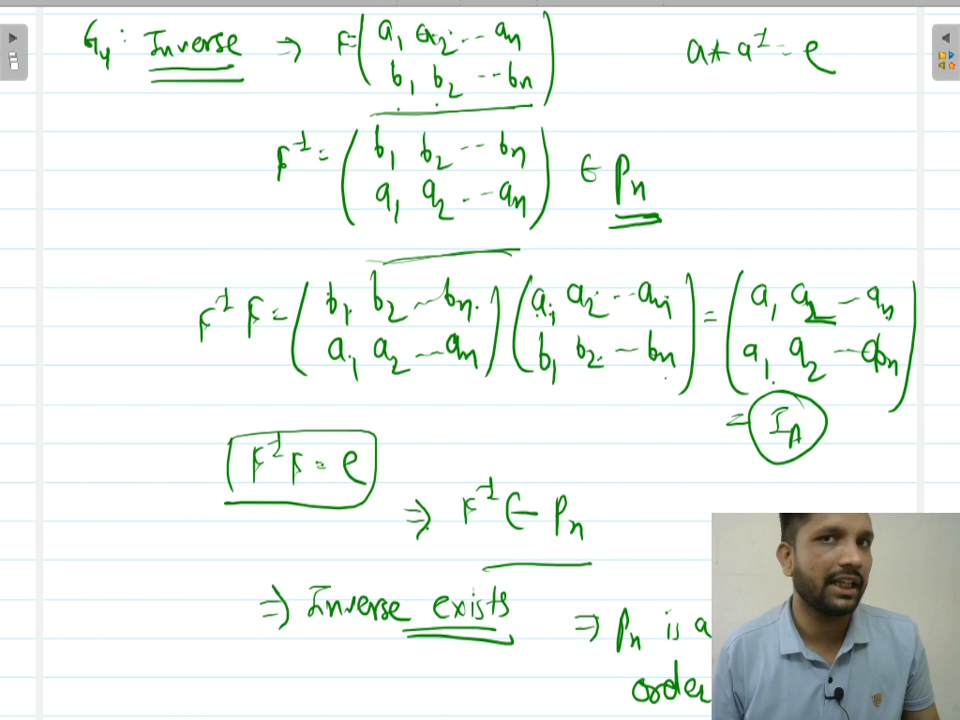 G₄: Inverse ⇒ F = ( a₁ a₂ ... aₙ      a * a⁻¹ = e
b₁ b₂ ... bₙ )
F⁻¹ = ( b₁ b₂ ... bₙ   ∈ Pₙ
a₁ a₂ ... aₙ )
F⁻¹ F = ( b₁ b₂ ... bₙ ) ( a₁ a₂ ... aₙ ) = ( a₁ a₂ ... aₙ )
( a₁ a₂ ... aₙ ) ( b₁ b₂ ... bₙ ) ( a₁ a₂ ... aₙ )
= I_A
F⁻¹ F = e
⇒ F⁻¹ ∈ Pₙ
⇒ Inverse exists
⇒ Pₙ is a
order